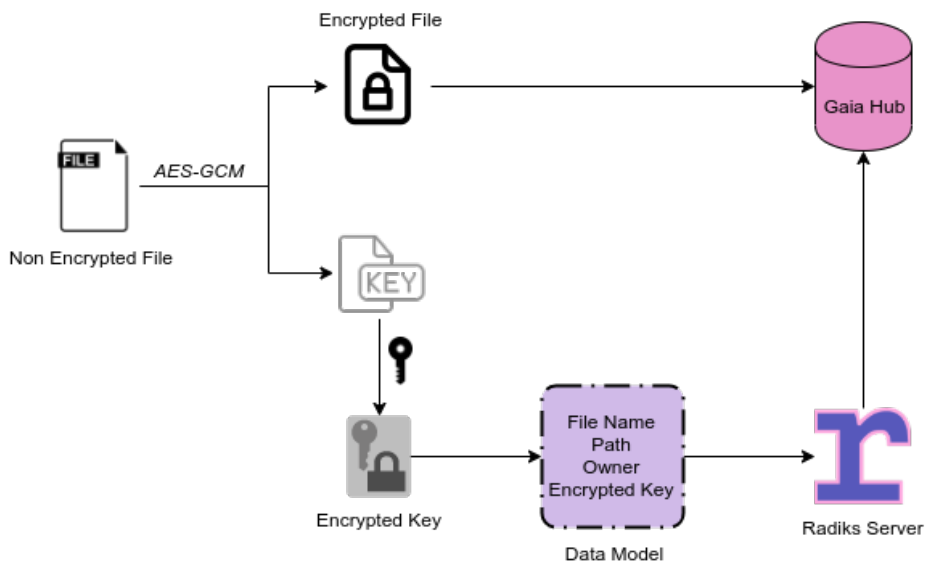 Encrypted File
Gaia Hub
FILE
AES-GCM
Non Encrypted File
KEY
File Name
Path
Owner
Encrypted Key
r
Encrypted Key
Radiks Server
Data Model